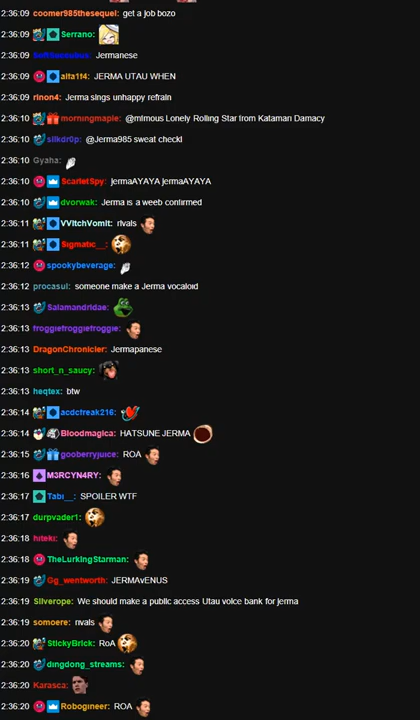 2:36:09 coomer985thesequel: get a job bozo
2:36:09 Serrano:
2:36:09 Jermanese
2:36:09 alfa1f4: JERMA UTAU WHEN
2:36:09 rinon4: Jerma sings unhappy refrain
2:36:10 morningmaple: @mimous Lonely Rolling Star from Katamari Damacy
2:36:10 silkdr0p: @Jerma985 sweat check!
2:36:10 Gyaha:
2:36:10 ScarletSpy: jermaAYAYA jermaAYAYA
2:36:10 dvorwak: Jerma is a weeb confirmed
2:36:11 VVitchVomit: rivals
2:36:11 Sigmatic__:
2:36:12 spookybeverage:
2:36:12 procasul: someone make a Jerma vocaloid
2:36:13 Salamandridae:
2:36:13 froggiefroggiefroggie:
2:36:13 DragonChronicler: Jermapanese
2:36:13 short_n_saucy:
2:36:13 heqtex: btw
2:36:14 acdcfreak216:
2:36:14 Bloodmagica: HATSUNE JERMA
2:36:15 gooberryjuice: ROA
2:36:16 M3RCYN4RY:
2:36:17 Tabi__: SPOILER WTF
2:36:17 durpvader1:
2:36:18 hiteki:
2:36:18 TheLurkingStarman:
2:36:19 Gg_wentworth: JERMAvENUS
2:36:19 Silverope: We should make a public access Utau voice bank for jerma
2:36:19 somoere: rivals
2:36:20 StickyBrick: RoA
2:36:20 dingdong_streams:
2:36:20 Karasca:
2:36:20 Robogineer: ROA